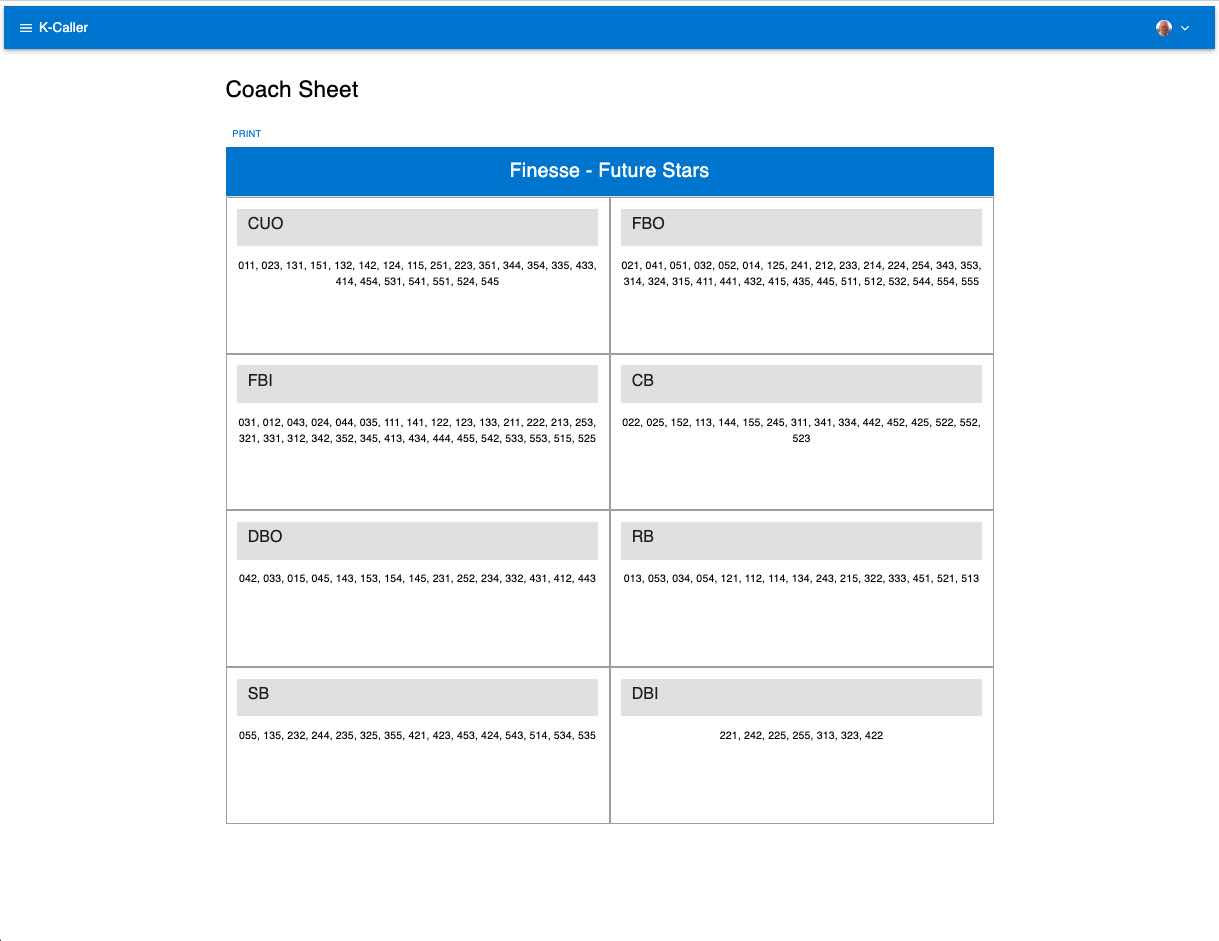 K-Caller
Coach Sheet
PRINT
Finesse - Future Stars
CUO
011, 023, 131, 151, 132, 142, 124, 115, 251, 223, 351, 344, 354, 335, 433,
414, 454, 531, 541, 551, 524, 545
FBO
021, 041, 051, 032, 052, 014, 125, 241, 212, 233, 214, 224, 254, 343, 353,
314, 324, 315, 411, 441, 432, 415, 435, 445, 511, 512, 532, 544, 554, 555
FBI
031, 012, 043, 024, 044, 035, 111, 141, 122, 123, 133, 211, 222, 213, 253,
321, 331, 312, 342, 352, 345, 413, 434, 444, 455, 542, 533, 553, 515, 525
CB
022, 025, 152, 113, 144, 155, 245, 311, 341, 334, 442, 452, 425, 522, 552,
523
DBO
042, 033, 015, 045, 143, 153, 154, 145, 231, 252, 234, 332, 431, 412, 443
RB
013, 053, 034, 054, 121, 112, 114, 134, 243, 215, 322, 333, 451, 521, 513
SB
055, 135, 232, 244, 235, 325, 355, 421, 423, 453, 424, 543, 514, 534, 535
DBI
221, 242, 225, 255, 313, 323, 422